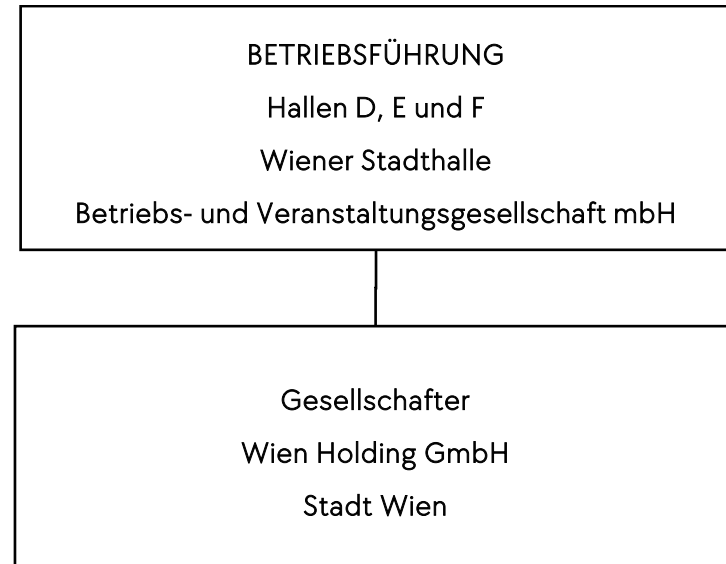 BETRIEBSFÜHRUNG
Hallen D, E und F
Wiener Stadthalle
Betriebs- und Veranstaltungsgesellschaft mbH
Gesellschafter
Wien Holding GmbH
Stadt Wien